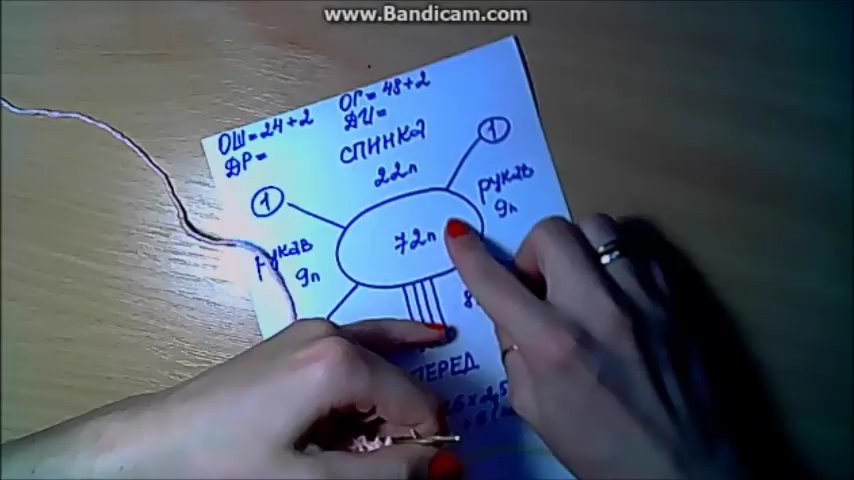 www.Bandicam.com
ОШ=24+2 ОГ=48+2
ДР= ДИ=
СПИНКА
22п
1
1
рукав
9п
рукав
9п
72п
8
ПЕРЕД